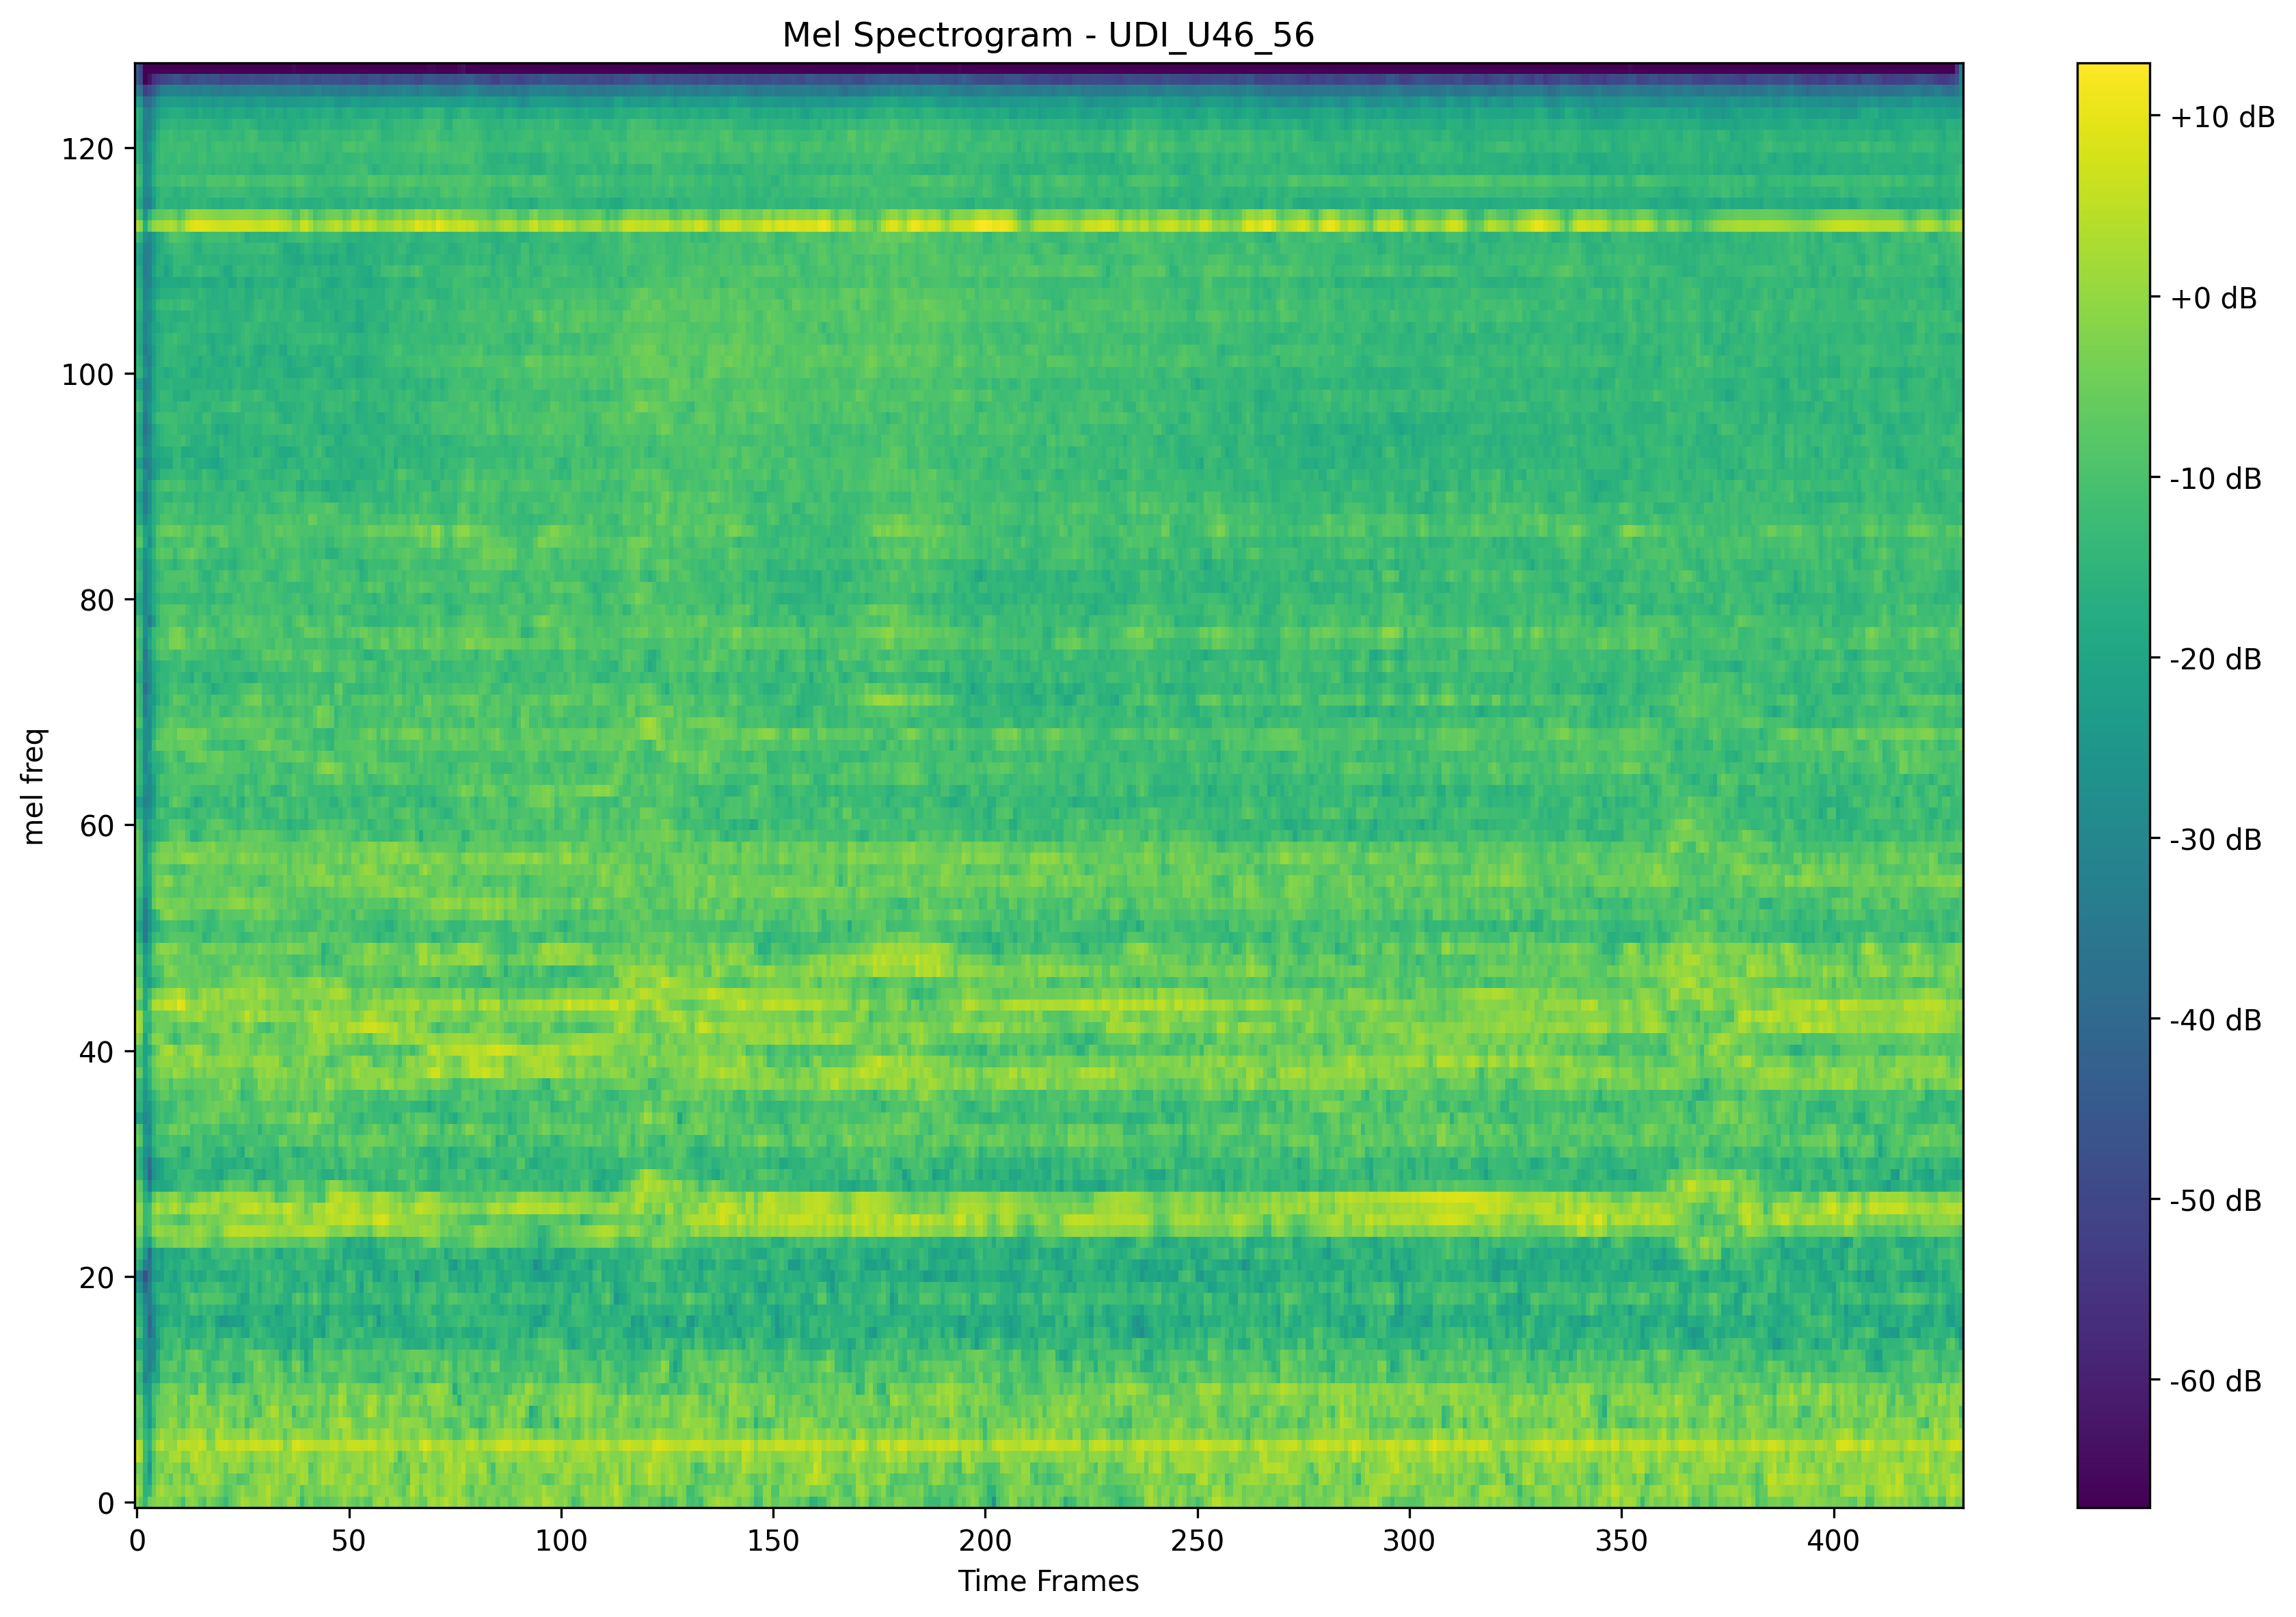 Mel Spectrogram - UDI_U46_56
mel freq
120
100
80
60
40
20
0
0 50 100 150 200 250 300 350 400
Time Frames
+10 dB
+0 dB
-10 dB
-20 dB
-30 dB
-40 dB
-50 dB
-60 dB